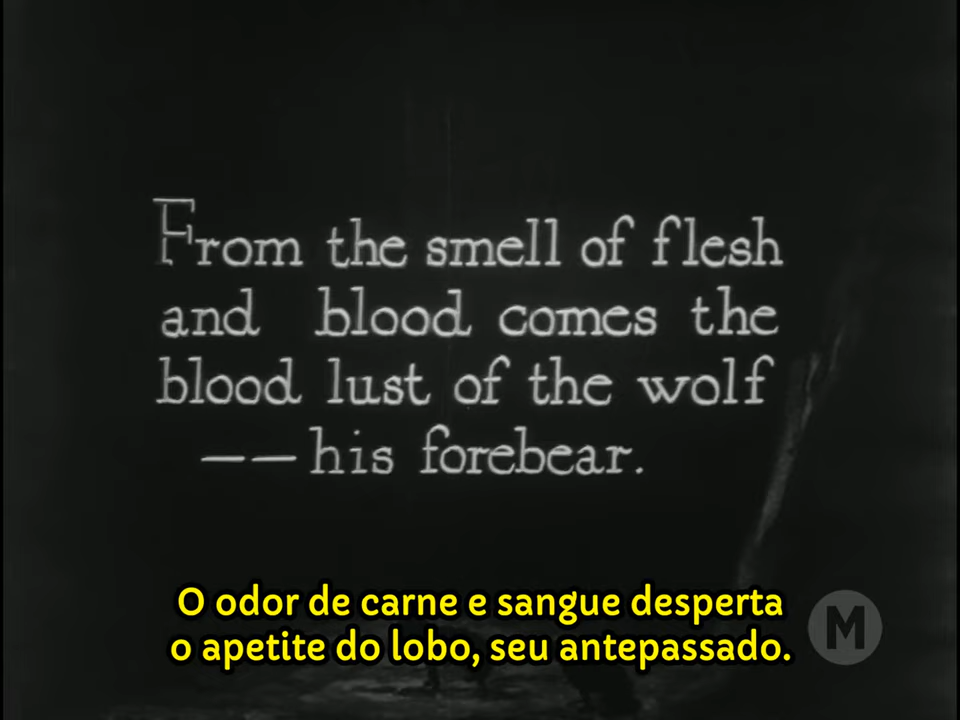 From the smell of flesh
and blood comes the
blood lust of the wolf
——his forebear.
O odor de carne e sangue desperta
o apetite do lobo, seu antepassado.
M